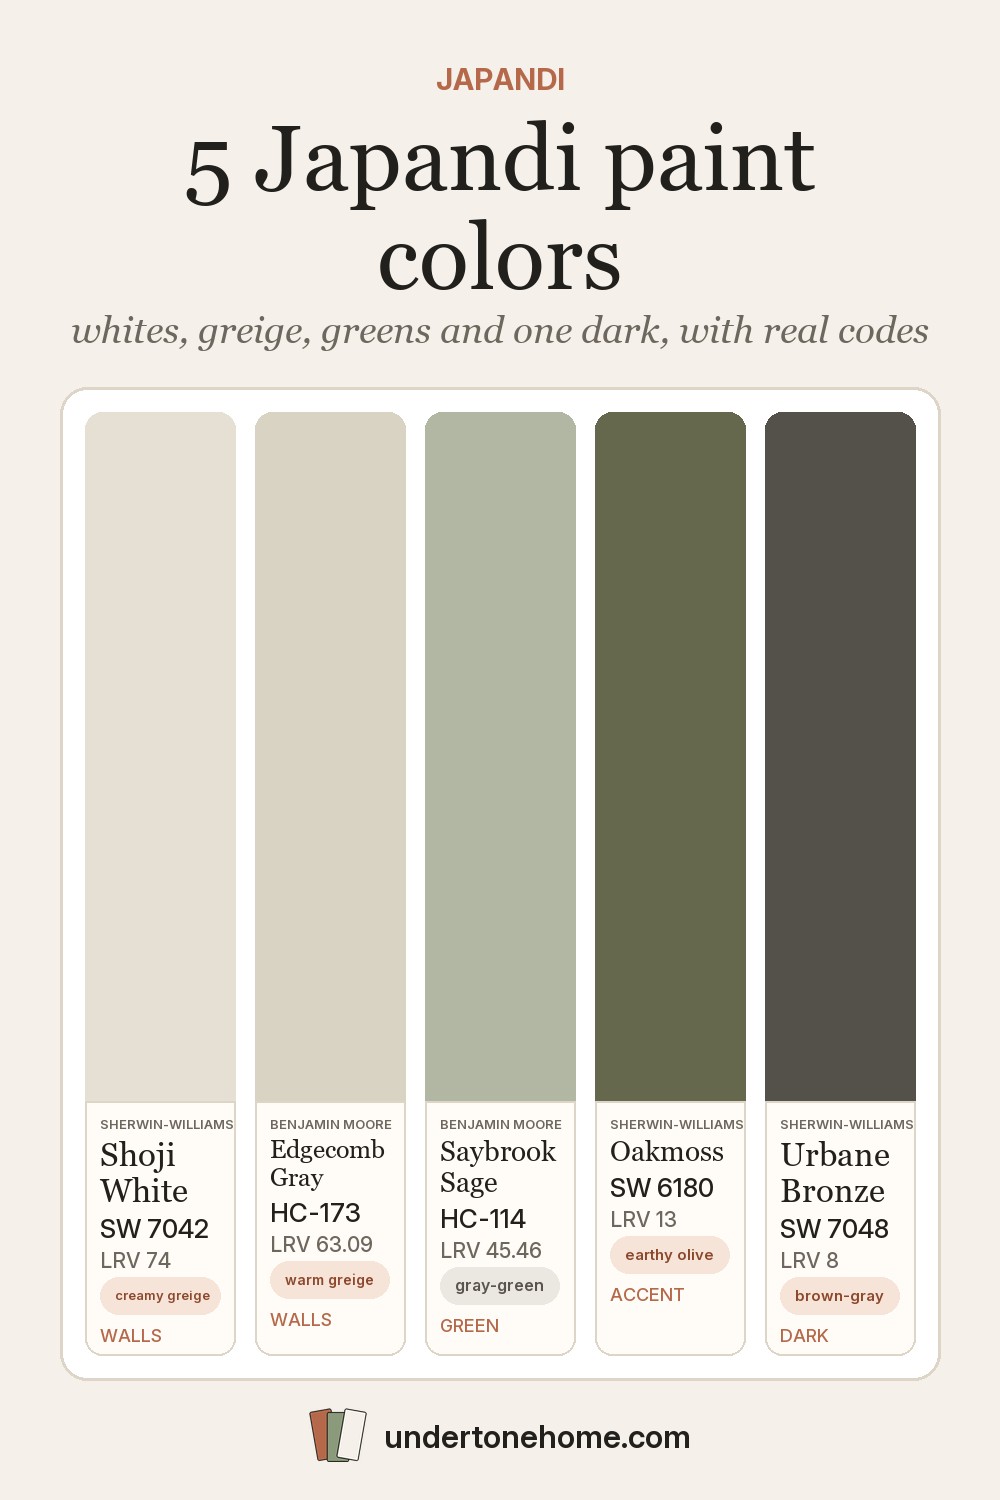 JAPANDI
5 Japandi paint
colors
whites, greige, greens and one dark, with real codes
SHERWIN-WILLIAMS
Shoji
White
SW 7042
LRV 74
creamy greige
WALLS
BENJAMIN MOORE
Edgecomb
Gray
HC-173
LRV 63.09
warm greige
WALLS
BENJAMIN MOORE
Saybrook
Sage
HC-114
LRV 45.46
gray-green
GREEN
SHERWIN-WILLIAMS
Oakmoss
SW 6180
LRV 13
earthy olive
ACCENT
SHERWIN-WILLIAMS
Urbane
Bronze
SW 7048
LRV 8
brown-gray
DARK
undertonehome.com